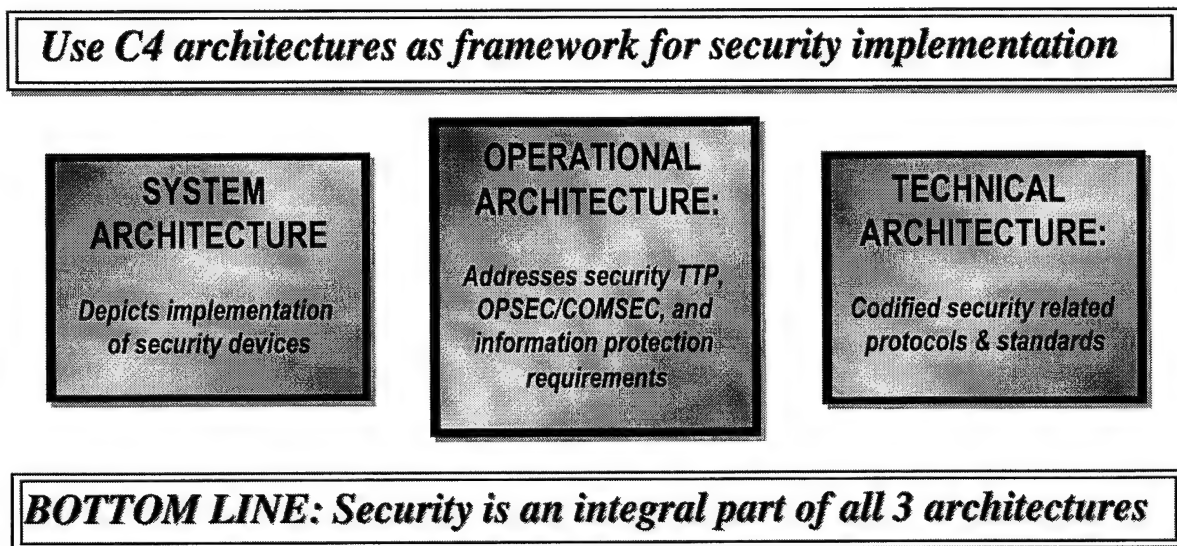 Use C4 architectures as framework for security implementation
SYSTEM
ARCHITECTURE
Depicts implementation
of security devices
OPERATIONAL
ARCHITECTURE:
Addresses security TTP,
OPSEC/COMSEC, and
information protection
requirements
TECHNICAL
ARCHITECTURE:
Codified security related
protocols & standards
BOTTOM LINE: Security is an integral part of all 3 architectures